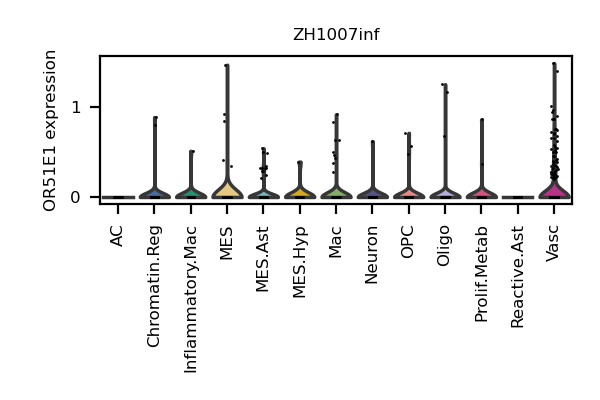 ZH1007inf
OR51E1 expression
1
0
AC
Chromatin.Reg
Inflammatory.Mac
MES
MES.Ast
MES.Hyp
Mac
Neuron
OPC
Oligo
Prolif.Metab
Reactive.Ast
Vasc